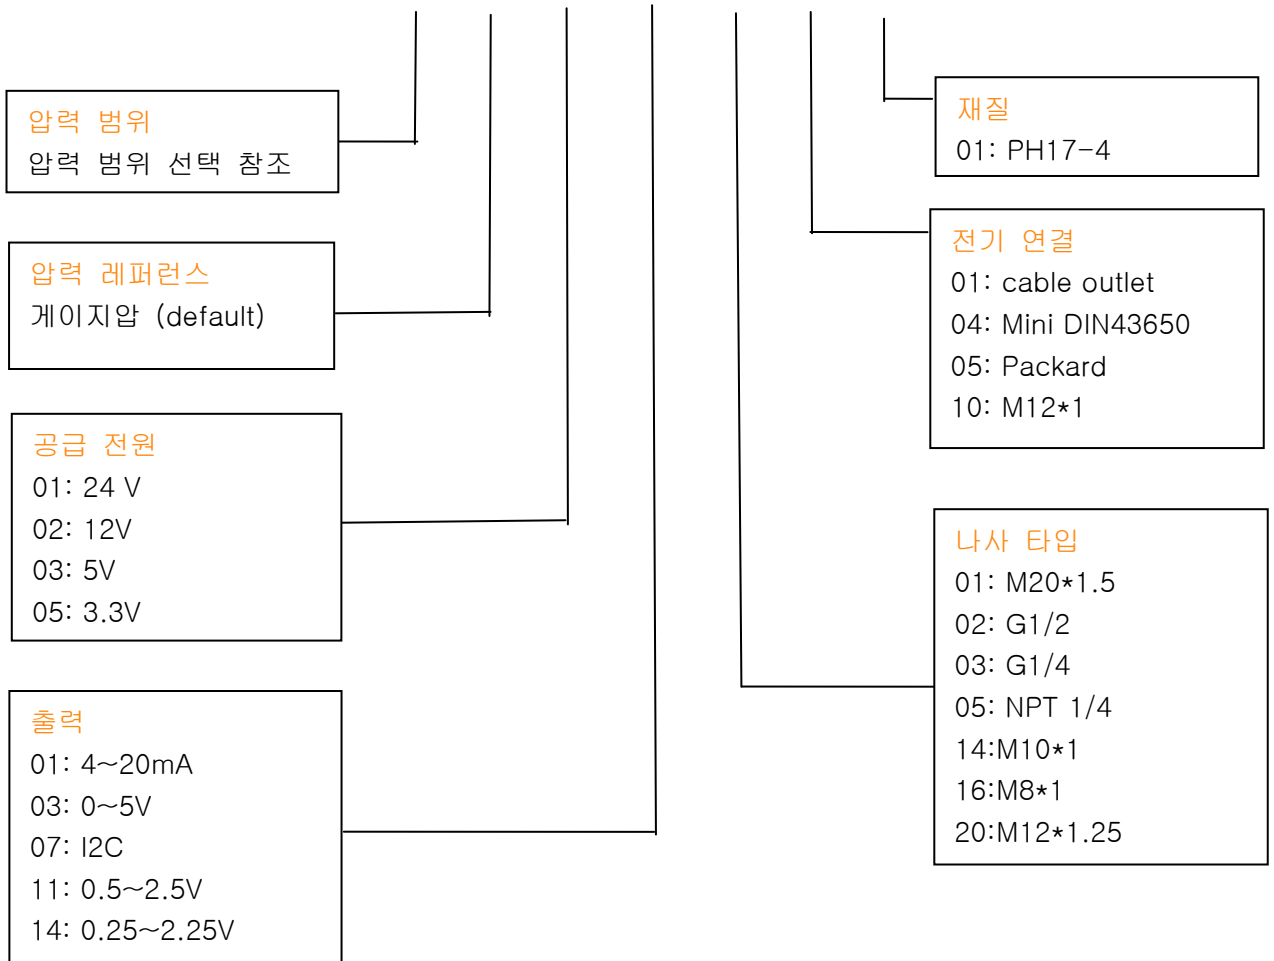 압력 범위
압력 범위 선택 참조
압력 레퍼런스
게이지압 (default)
공급 전원
01: 24 V
02: 12V
03: 5V
05: 3.3V
출력
01: 4~20mA
03: 0~5V
07: I2C
11: 0.5~2.5V
14: 0.25~2.25V
재질
01: PH17-4
전기 연결
01: cable outlet
04: Mini DIN43650
05: Packard
10: M12*1
나사 타입
01: M20*1.5
02: G1/2
03: G1/4
05: NPT 1/4
14:M10*1
16:M8*1
20:M12*1.25